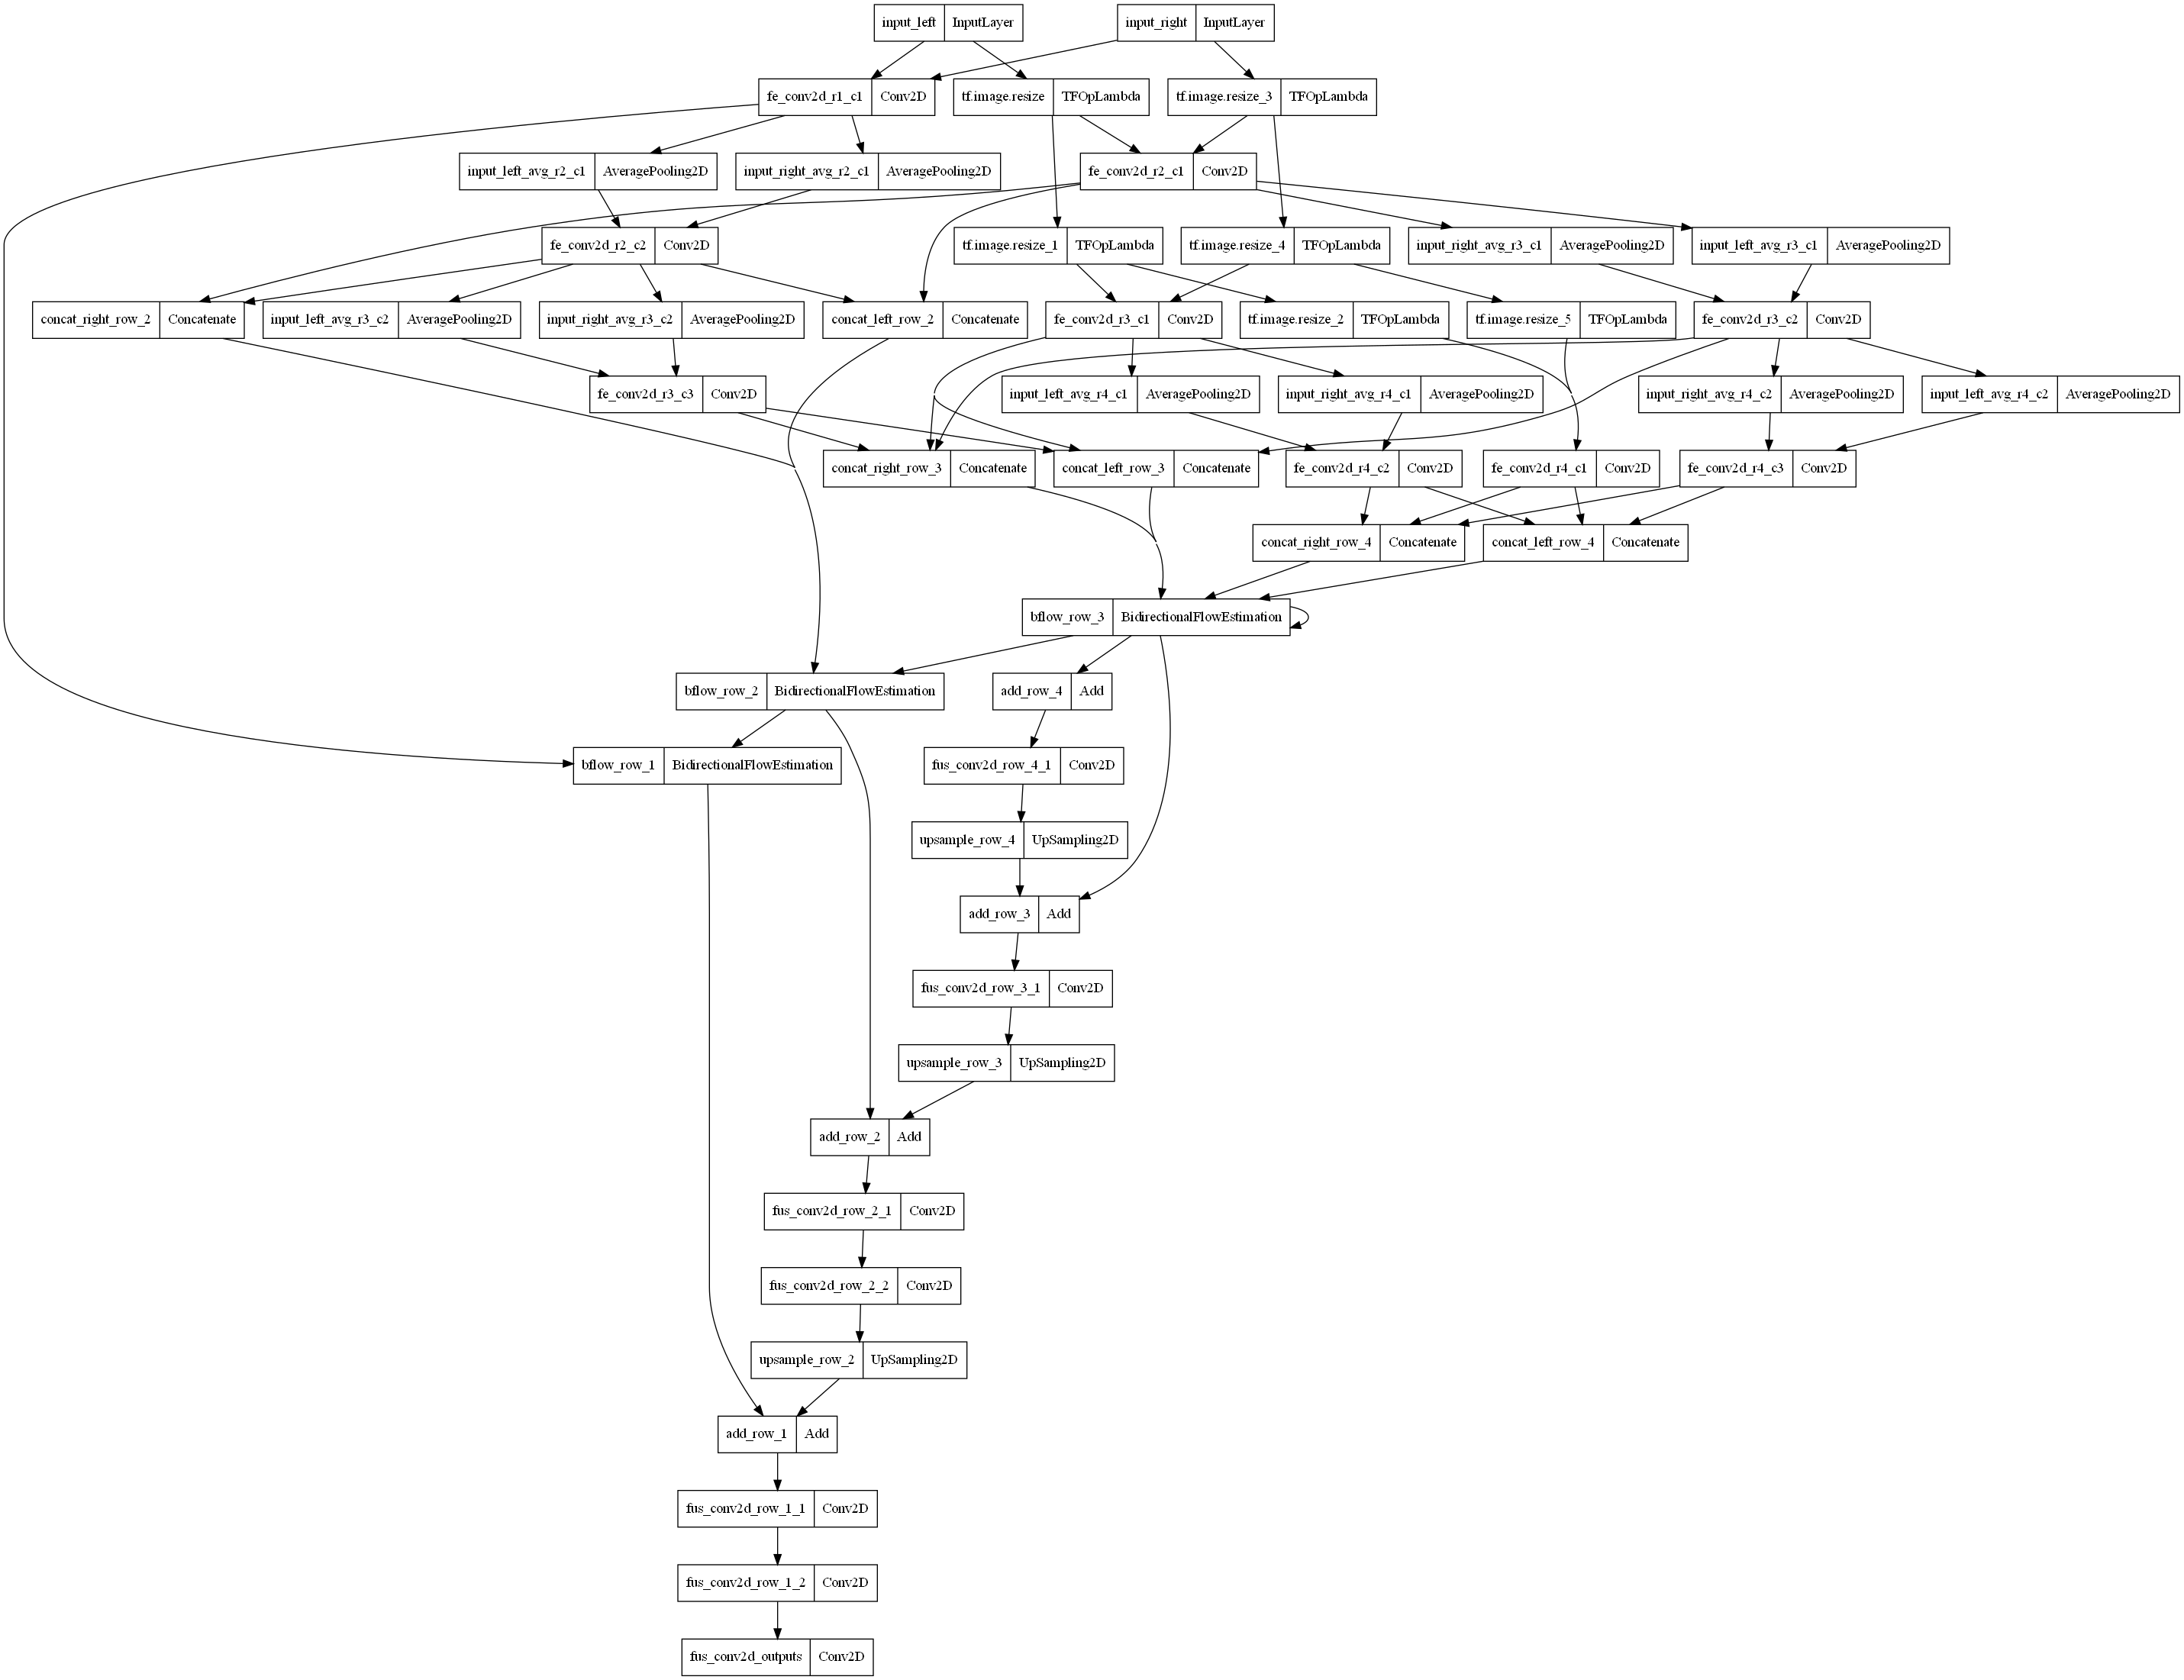 input_left InputLayer
input_right InputLayer
fe_conv2d_r1_c1 Conv2D
tf.image.resize TFOpLambda
tf.image.resize_3 TFOpLambda
input_left_avg_r2_c1 AveragePooling2D
input_right_avg_r2_c1 AveragePooling2D
fe_conv2d_r2_c1 Conv2D
fe_conv2d_r2_c2 Conv2D
tf.image.resize_1 TFOpLambda
tf.image.resize_4 TFOpLambda
input_right_avg_r3_c1 AveragePooling2D
input_left_avg_r3_c1 AveragePooling2D
concat_right_row_2 Concatenate
input_left_avg_r3_c2 AveragePooling2D
input_right_avg_r3_c2 AveragePooling2D
concat_left_row_2 Concatenate
fe_conv2d_r3_c1 Conv2D
tf.image.resize_2 TFOpLambda
tf.image.resize_5 TFOpLambda
fe_conv2d_r3_c2 Conv2D
fe_conv2d_r3_c3 Conv2D
input_left_avg_r4_c1 AveragePooling2D
input_right_avg_r4_c1 AveragePooling2D
input_right_avg_r4_c2 AveragePooling2D
input_left_avg_r4_c2 AveragePooling2D
concat_right_row_3 Concatenate
concat_left_row_3 Concatenate
fe_conv2d_r4_c2 Conv2D
fe_conv2d_r4_c1 Conv2D
fe_conv2d_r4_c3 Conv2D
concat_right_row_4 Concatenate
concat_left_row_4 Concatenate
bflow_row_3 BidirectionalFlowEstimation
bflow_row_2 BidirectionalFlowEstimation
add_row_4 Add
bflow_row_1 BidirectionalFlowEstimation
fus_conv2d_row_4_1 Conv2D
upsample_row_4 UpSampling2D
add_row_3 Add
fus_conv2d_row_3_1 Conv2D
upsample_row_3 UpSampling2D
add_row_2 Add
fus_conv2d_row_2_1 Conv2D
fus_conv2d_row_2_2 Conv2D
upsample_row_2 UpSampling2D
add_row_1 Add
fus_conv2d_row_1_1 Conv2D
fus_conv2d_row_1_2 Conv2D
fus_conv2d_outputs Conv2D